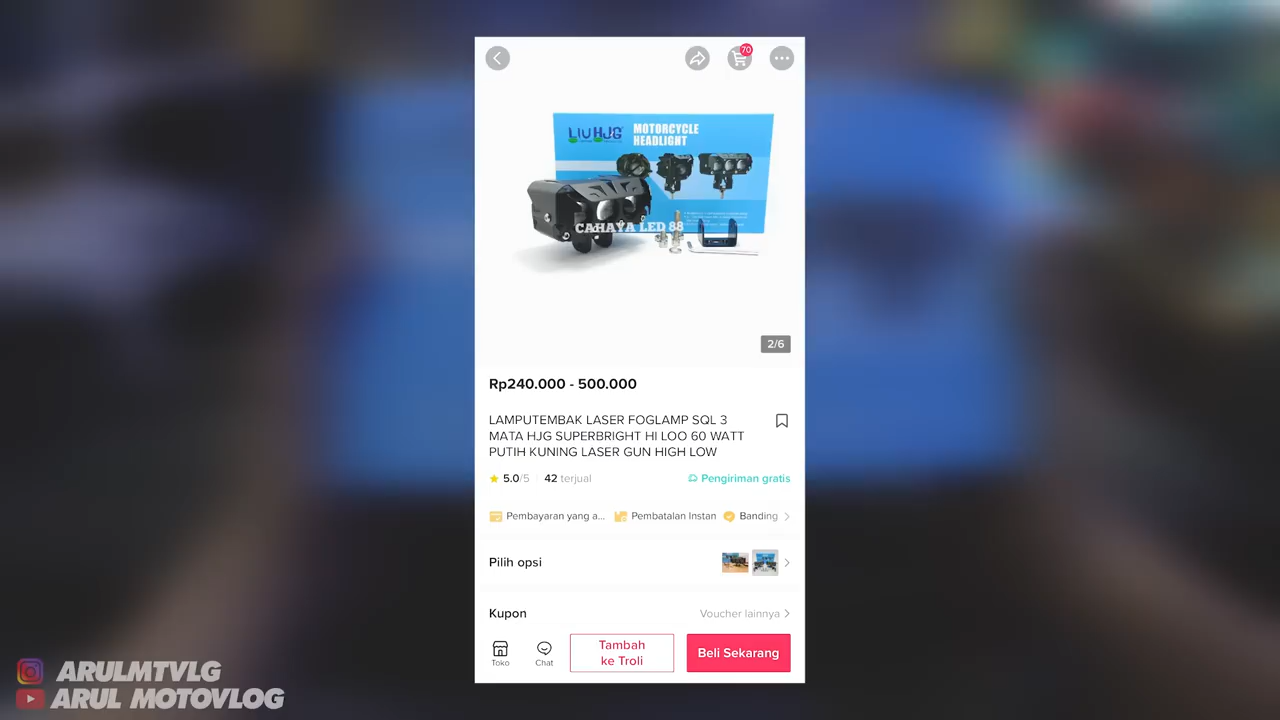 70
LIU HJG
MOTORCYCLE
HEADLIGHT
CAHAYA LED 88
2/6
Rp240.000 - 500.000
LAMPUTEMBAK LASER FOGLAMP SQL 3
MATA HJG SUPERBRIGHT HI LOO 60 WATT
PUTIH KUNING LASER GUN HIGH LOW
5.0/5 42 terjual Pengiriman gratis
Pembayaran yang a... Pembatalan Instan Banding
Pilih opsi
Kupon Voucher lainnya
Toko Chat Tambah
ke Troli Beli Sekarang
ARULMTVLG
ARUL MOTOVLOG